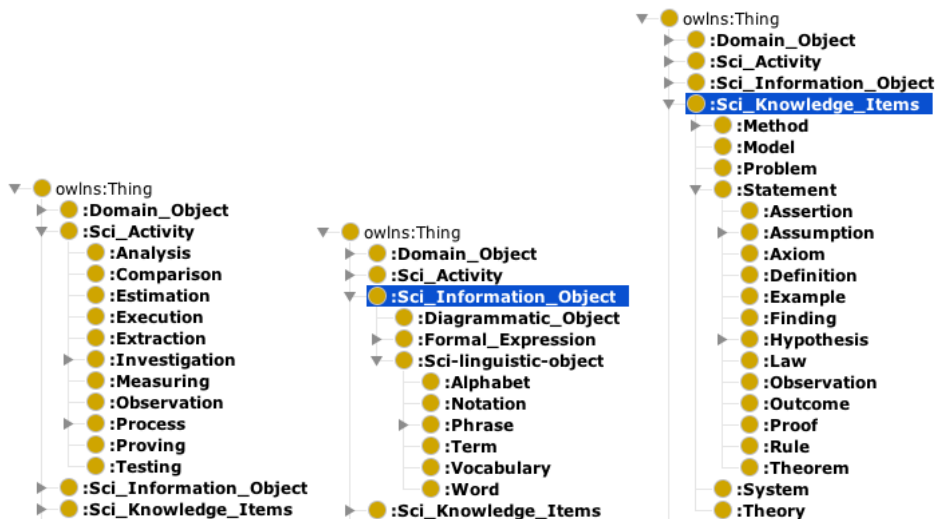 owlns:Thing
:Domain_Object
:Sci_Activity
:Analysis
:Comparison
:Estimation
:Execution
:Extraction
:Investigation
:Measuring
:Observation
:Process
:Proving
:Testing
:Sci_Information_Object
:Sci_Knowledge_Items
owlns:Thing
:Domain_Object
:Sci_Activity
:Sci_Information_Object
:Diagrammatic_Object
:Formal_Expression
:Sci-linguistic-object
:Alphabet
:Notation
:Phrase
:Term
:Vocabulary
:Word
:Sci_Knowledge_Items
owlns:Thing
:Domain_Object
:Sci_Activity
:Sci_Information_Object
:Sci_Knowledge_Items
:Method
:Model
:Problem
:Statement
:Assertion
:Assumption
:Axiom
:Definition
:Example
:Finding
:Hypothesis
:Law
:Observation
:Outcome
:Proof
:Rule
:Theorem
:System
:Theory